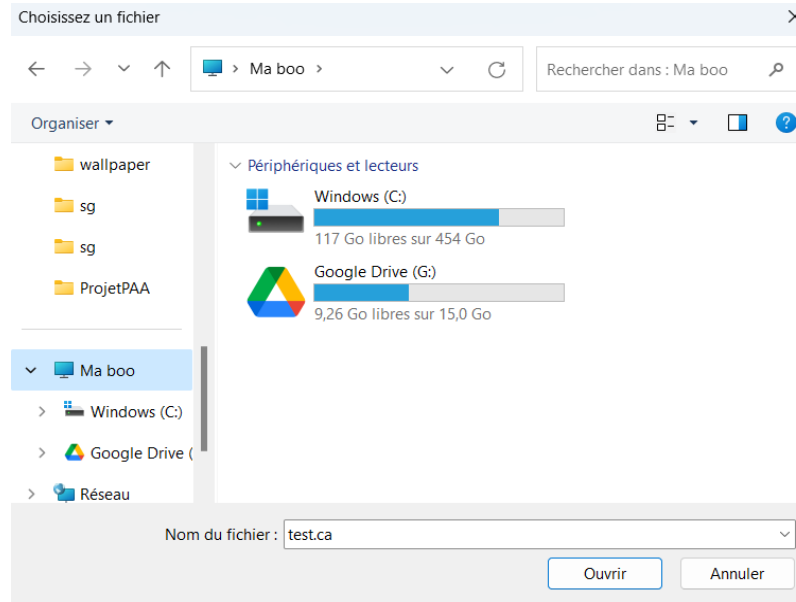 Choisissez un fichier
Ma boo
Rechercher dans : Ma boo
Organiser
wallpaper
sg
sg
ProjetPAA
Ma boo
Windows (C:)
Google Drive (
Réseau
Périphériques et lecteurs
Windows (C:)
117 Go libres sur 454 Go
Google Drive (G:)
9,26 Go libres sur 15,0 Go
Nom du fichier : test.ca
Ouvrir Annuler